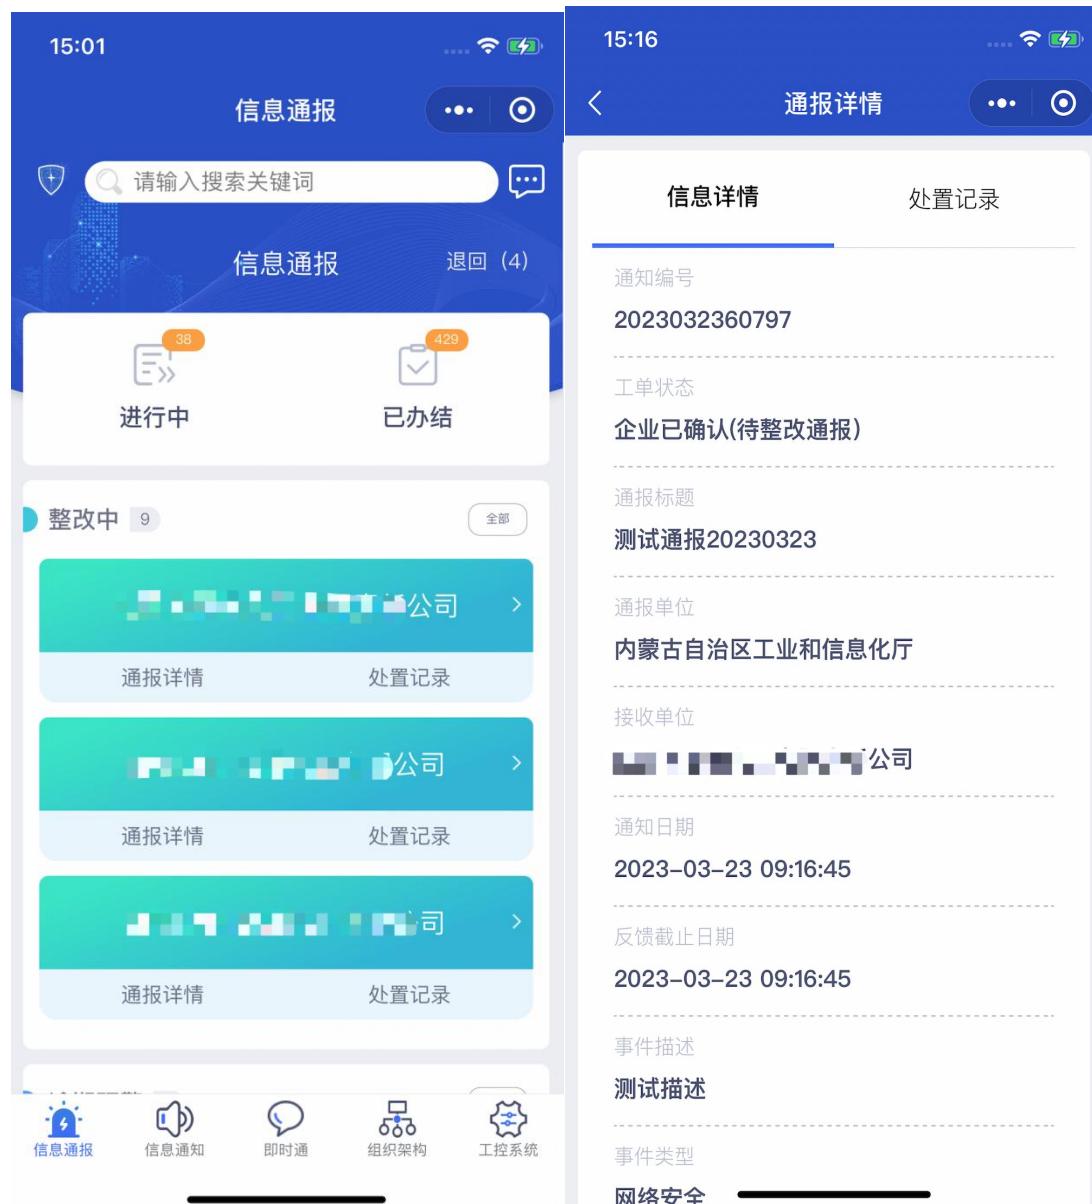 15:01
信息通报
请输入搜索关键词
信息通报
退回（4）
38
429
进行中
已办结
整改中 9
全部
公司
通报详情
处置记录
公司
通报详情
处置记录
司
通报详情
处置记录
信息通报
信息通知
即时通
组织架构
工控系统
15:16
通报详情
信息详情
处置记录
通知编号
2023032360797
工单状态
企业已确认(待整改通报）
通报标题
测试通报20230323
通报单位
内蒙古自治区工业和信息化厅
接收单位
公司
通知日期
2023-03-23 09:16:45
反馈截止日期
2023-03-23 09:16:45
事件描述
测试描述
事件类型
网络安全